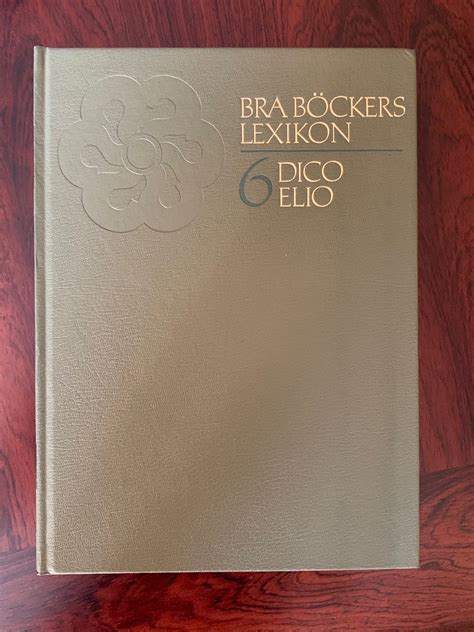 BRA BÖCKERS
LEXIKON
6 DICO
ELIO